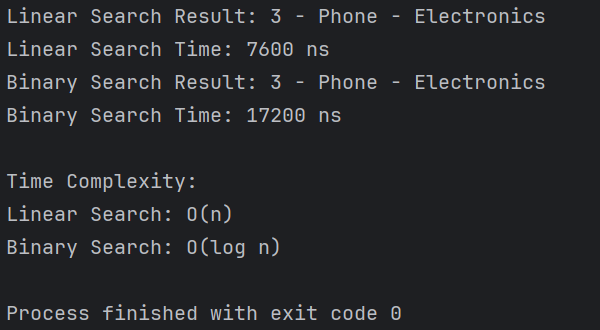 Linear Search Result: 3 - Phone - Electronics
Linear Search Time: 7600 ns
Binary Search Result: 3 - Phone - Electronics
Binary Search Time: 17200 ns
Time Complexity:
Linear Search: O(n)
Binary Search: O(log n)
Process finished with exit code 0